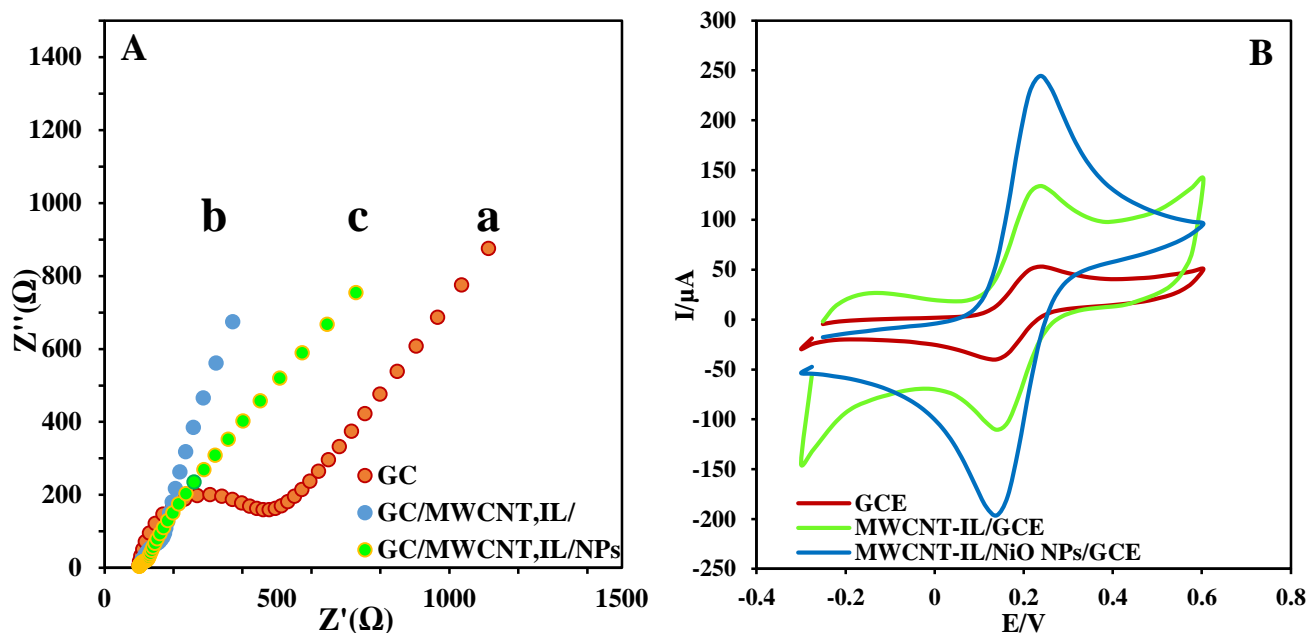 A
1400
1200
1000
800
600
400
200
0
Z''(Ω)
b
c
a
GC
GC/MWCNT,IL/
GC/MWCNT,IL/NPs
0
500
1000
1500
Z'(Ω)
B
300
250
200
150
100
50
0
-50
-100
-150
-200
-250
I/µA
GCE
MWCNT-IL/GCE
MWCNT-IL/NiO NPs/GCE
-0.4
-0.2
0
0.2
0.4
0.6
0.8
E/V